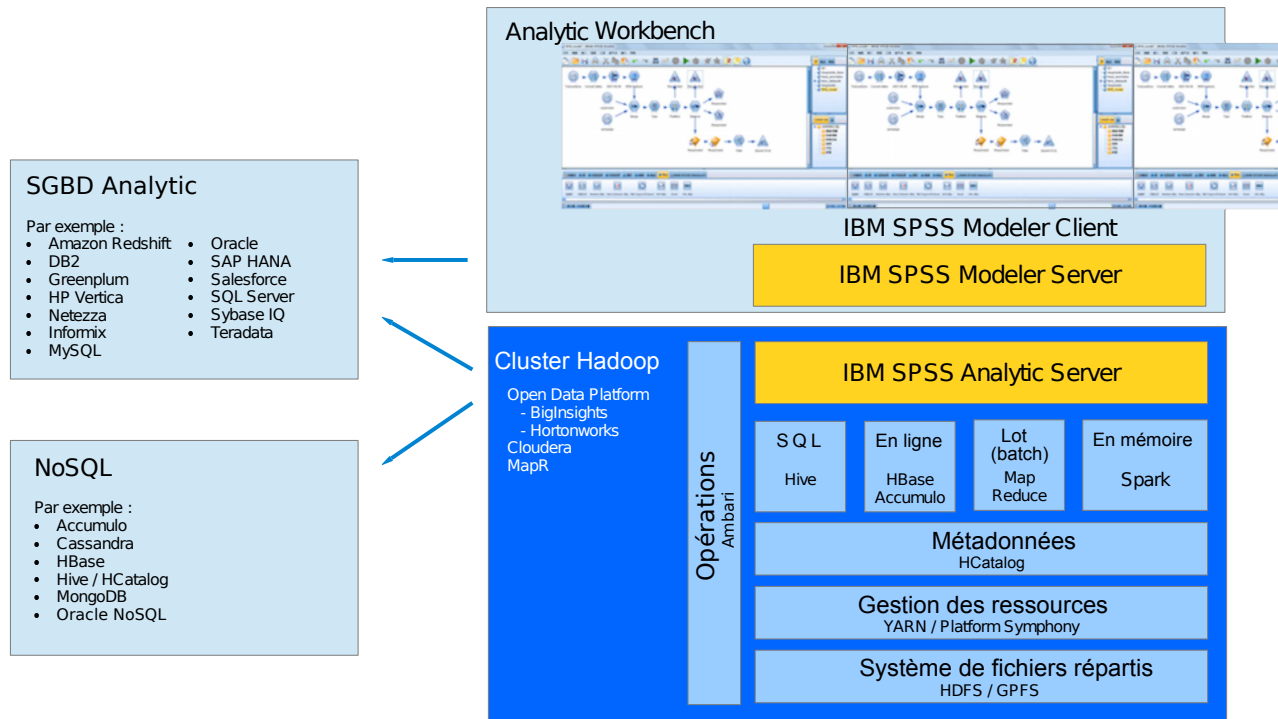 Analytic Workbench
IBM SPSS Modeler Client
IBM SPSS Modeler Server
SGBD Analytic
Par exemple :
• Amazon Redshift
• DB2
• Greenplum
• HP Vertica
• Netezza
• Informix
• MySQL
• Oracle
• SAP HANA
• Salesforce
• SQL Server
• Sybase IQ
• Teradata
NoSQL
Par exemple :
• Accumulo
• Cassandra
• HBase
• Hive / HCatalog
• MongoDB
• Oracle NoSQL
Cluster Hadoop
Open Data Platform
- BigInsights
- Hortonworks
Cloudera
MapR
Opérations
Ambari
IBM SPSS Analytic Server
SQL
Hive
En ligne
HBase
Accumulo
Lot
(batch)
Map
Reduce
En mémoire
Spark
Métadonnées
HCatalog
Gestion des ressources
YARN / Platform Symphony
Système de fichiers répartis
HDFS / GPFS